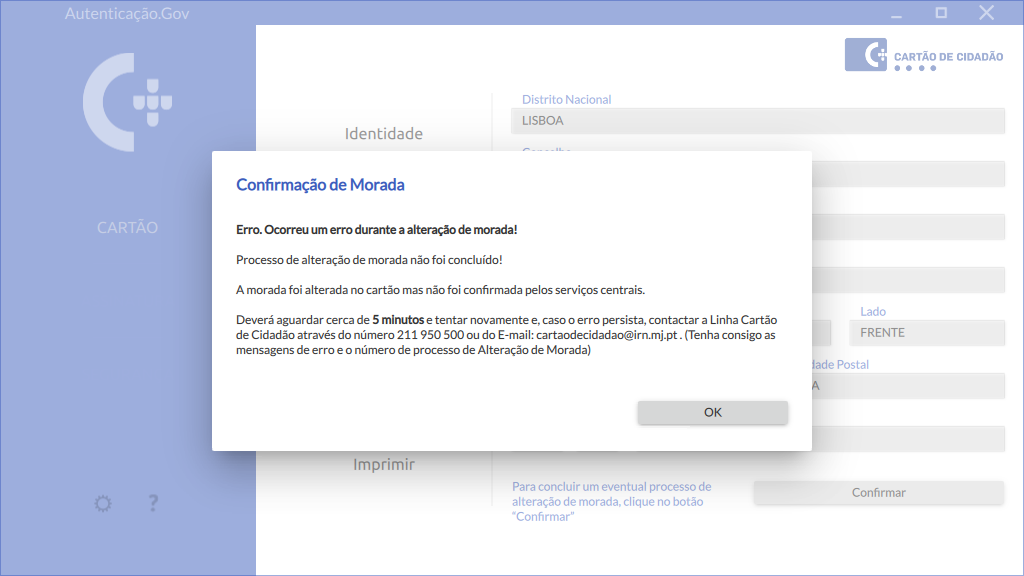 Autenticação.Gov
CARTÃO DE CIDADÃO
CARTÃO
Identidade
Imprimir
Distrito Nacional
LISBOA
Lado
FRENTE
Postal
Confirmação de Morada
Erro. Ocorreu um erro durante a alteração de morada!
Processo de alteração de morada não foi concluído!
A morada foi alterada no cartão mas não foi confirmada pelos serviços centrais.
Deverá aguardar cerca de 5 minutos e tentar novamente e, caso o erro persista, contactar a Linha Cartão
de Cidadão através do número 211 950 500 ou do E-mail: cartaodecidadao@irn.mj.pt . (Tenha consigo as
mensagens de erro e o número de processo de Alteração de Morada)
OK
Para concluir um eventual processo de
alteração de morada, clique no botão
“Confirmar”
Confirmar
?